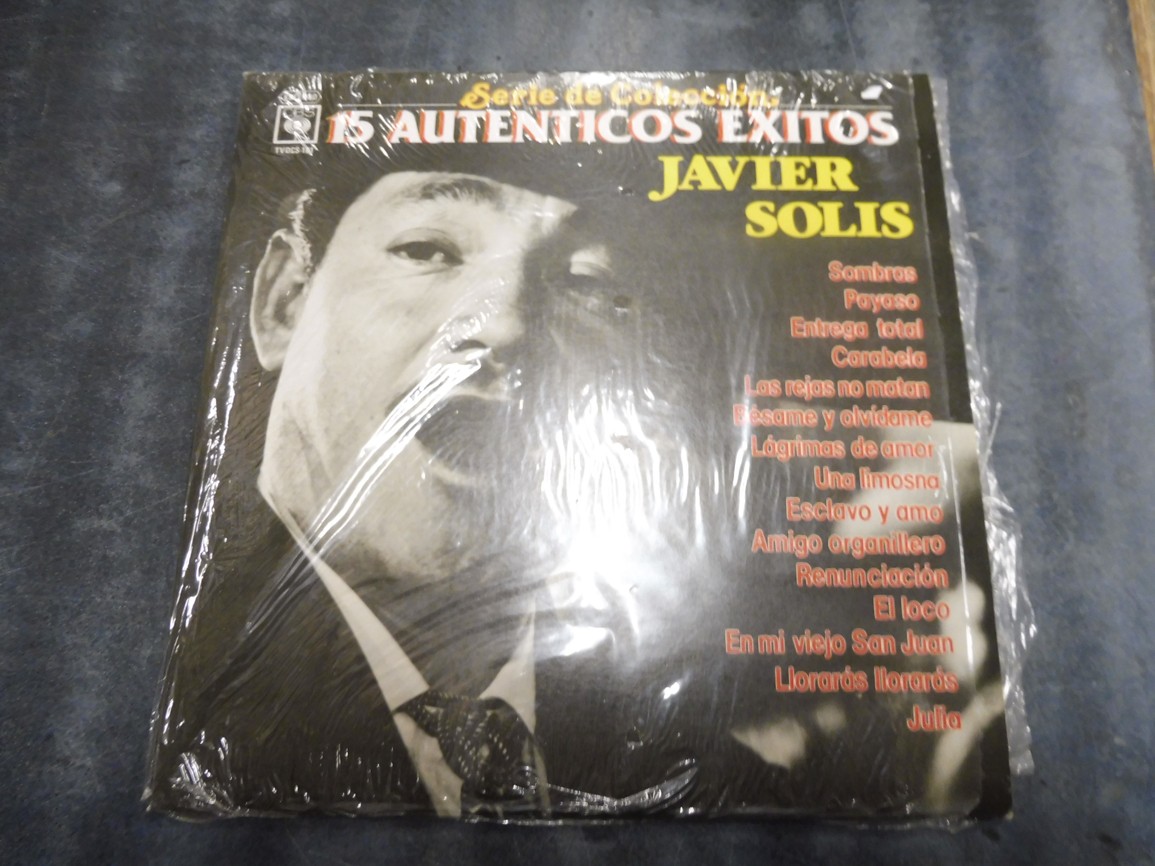 Serie de Colección.
15 AUTENTICOS EXITOS
JAVIER
SOLIS
Sombras
Payaso
Entrega total
Carabela
Las rejas no matan
Bésame y olvídame
Lágrimas de amor
Una limosna
Esclavo y amo
Amigo organillero
Renunciación
El loco
En mi viejo San Juan
Llorarás llorarás
Julia